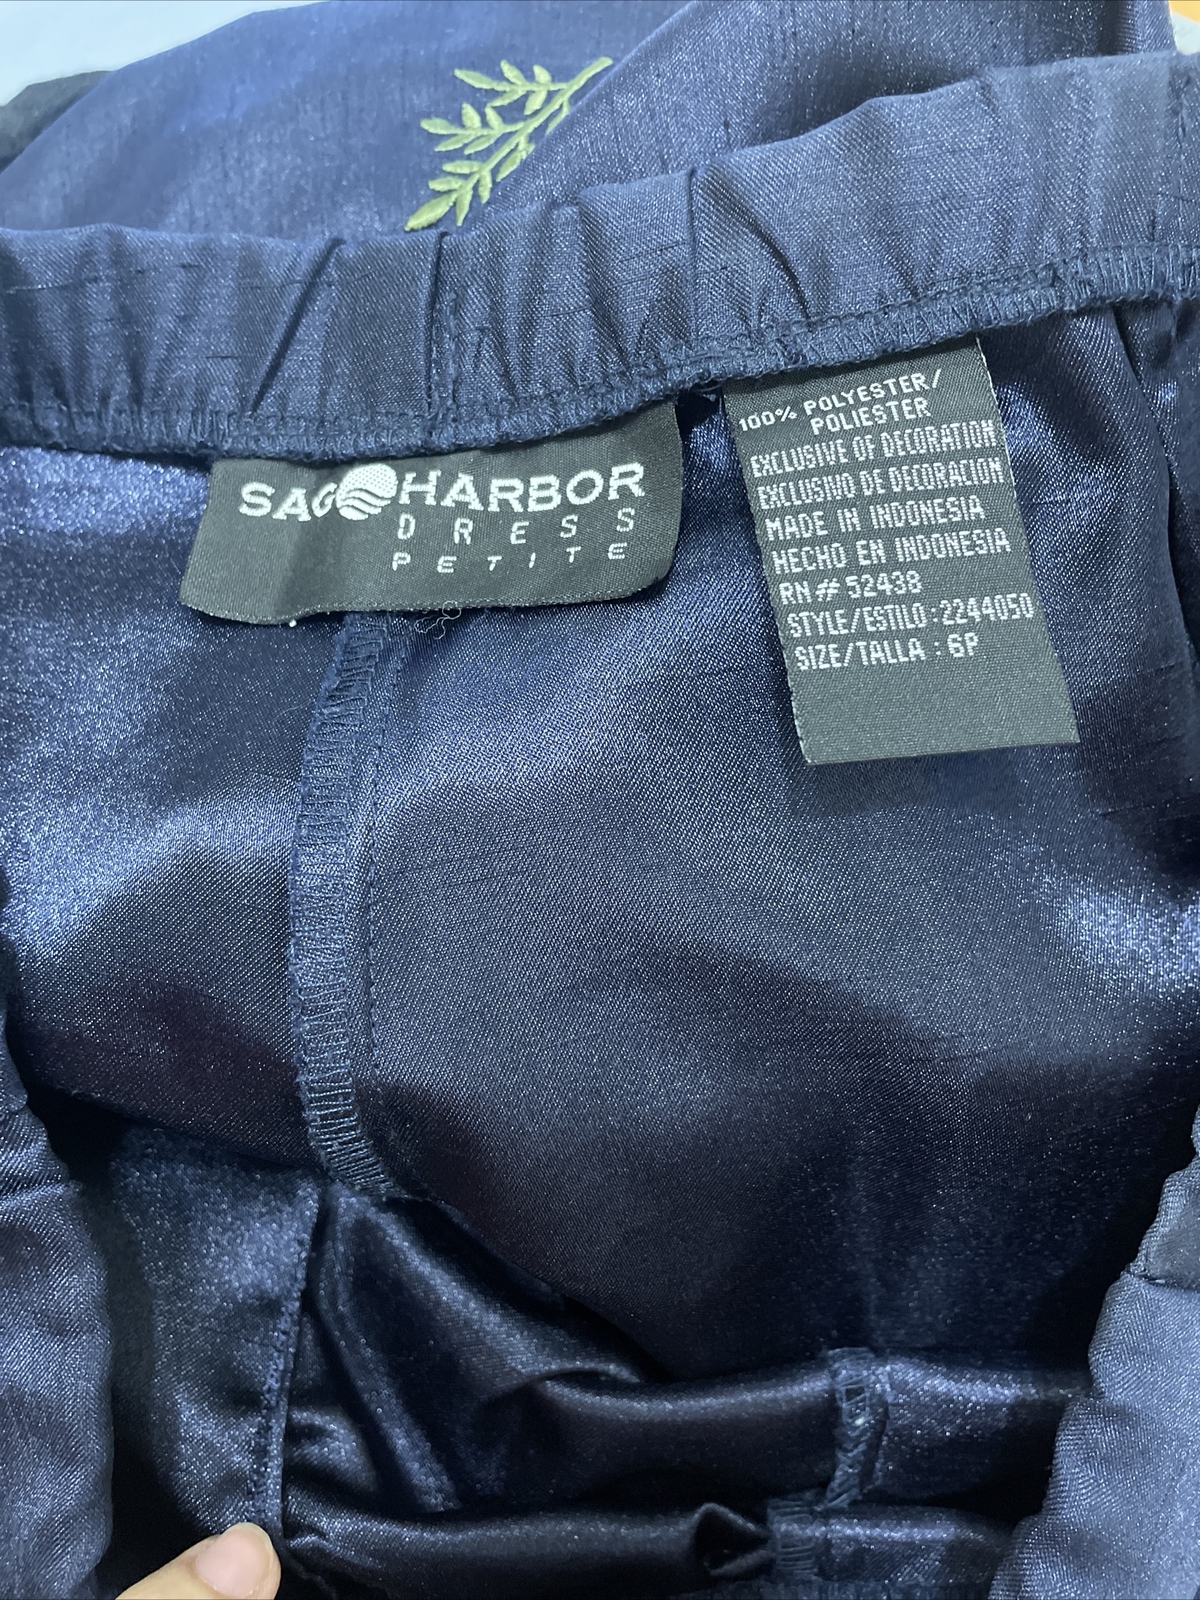 SAG HARBOR
DRESS
PETITE
100% POLYESTER/
POLIESTER
EXCLUSIVE OF DECORATION
EXCLUSIVO DE DECORACION
MADE IN INDONESIA
HECHO EN INDONESIA
RN# 52438
STYLE/ESTILO:2244050
SIZE/TALLA : 6P